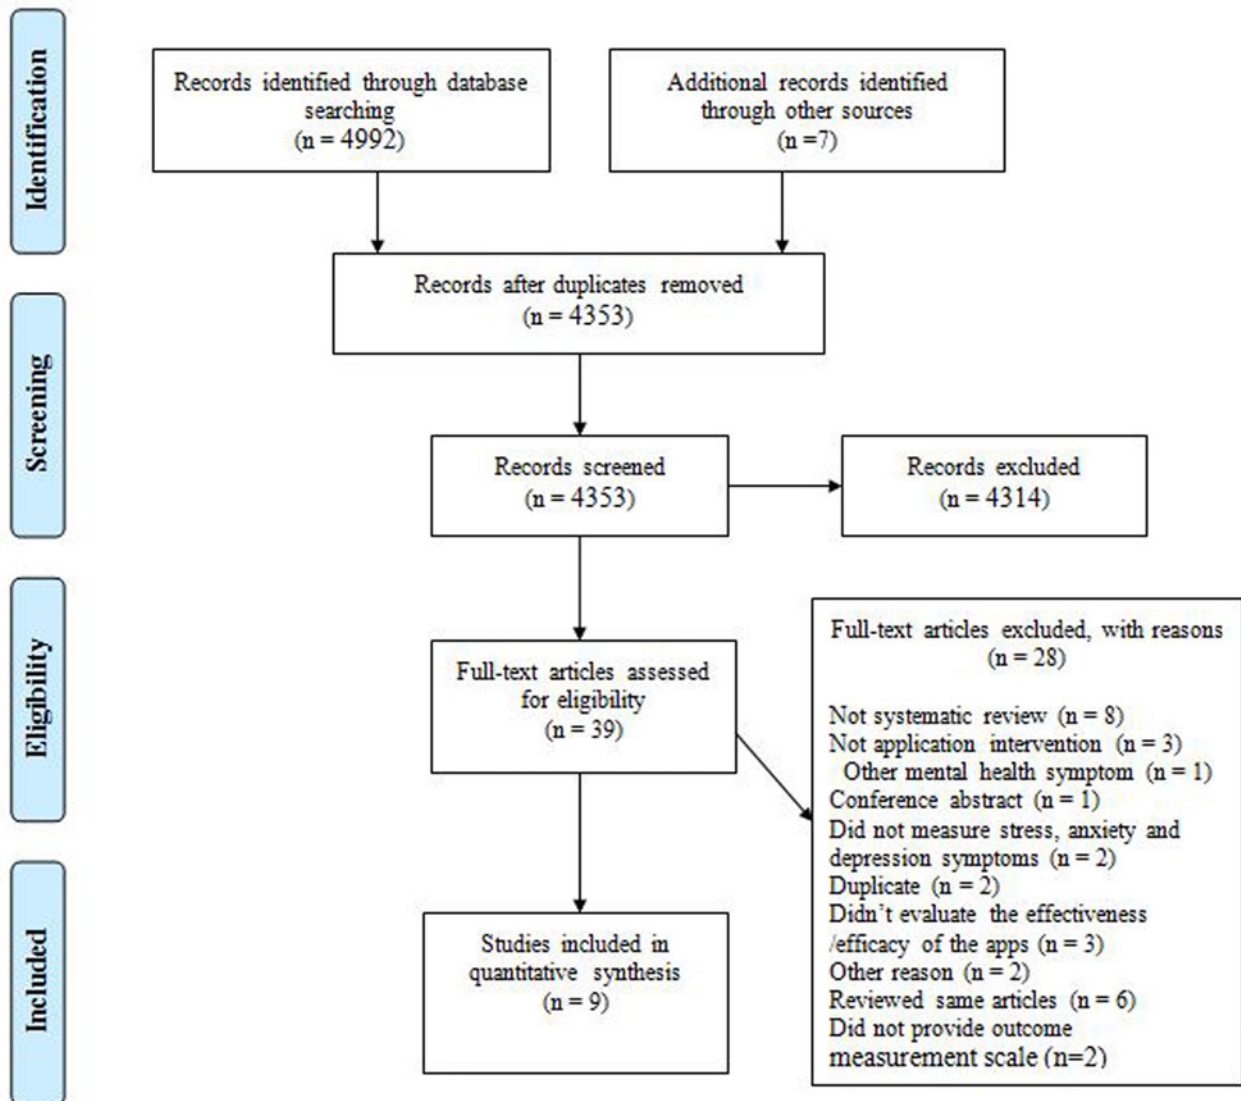 Identification
Records identified through database
searching
(n = 4992)
Additional records identified
through other sources
(n =7)
Records after duplicates removed
(n = 4353)
Screening
Records screened
(n = 4353)
Records excluded
(n = 4314)
Eligibility
Full-text articles assessed
for eligibility
(n = 39)
Full-text articles excluded, with reasons
(n = 28)
Not systematic review (n = 8)
Not application intervention (n = 3)
Other mental health symptom (n = 1)
Conference abstract (n = 1)
Did not measure stress, anxiety and
depression symptoms (n = 2)
Duplicate (n = 2)
Didn’t evaluate the effectiveness
/efficacy of the apps (n = 3)
Other reason (n = 2)
Reviewed same articles (n = 6)
Did not provide outcome
measurement scale (n=2)
Included
Studies included in
quantitative synthesis
(n = 9)